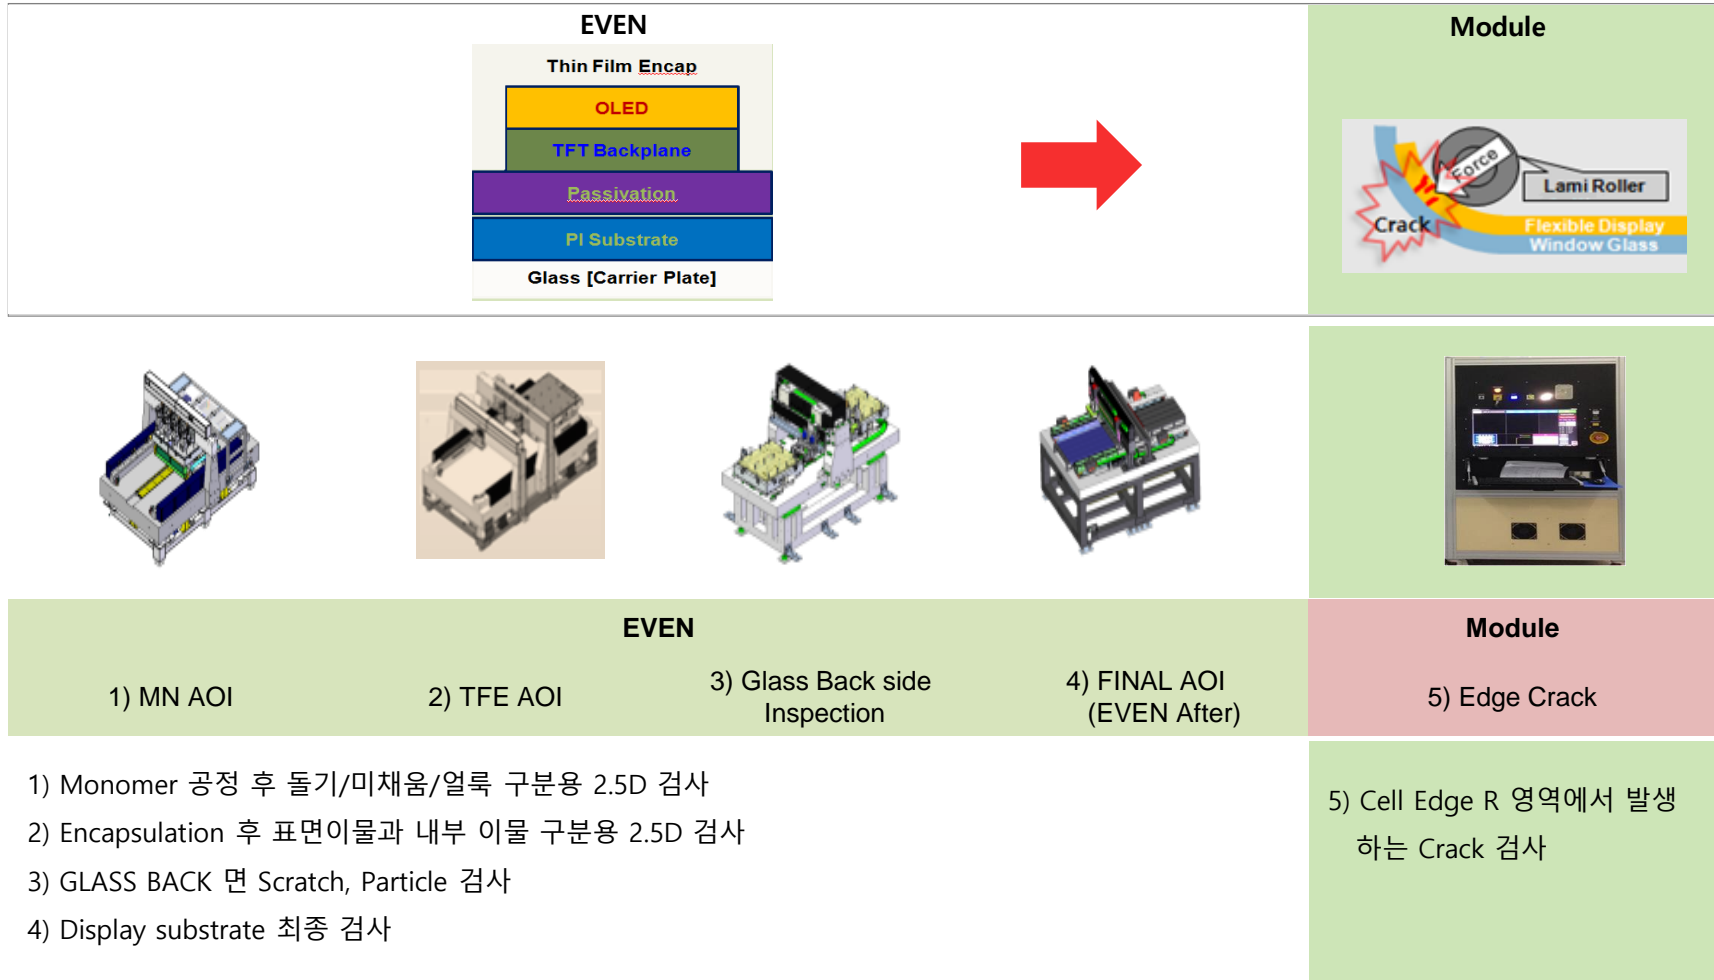 EVEN
Module
Thin Film Encap
OLED
TFT Backplane
Passivation
PI Substrate
Glass [Carrier Plate]
Force
Lami Roller
Crack
Flexible Display
Window Glass
EVEN
Module
1) MN AOI
2) TFE AOI
3) Glass Back side
Inspection
4) FINAL AOI
(EVEN After)
5) Edge Crack
1) Monomer 공정 후 돌기/미채움/얼룩 구분용 2.5D 검사
2) Encapsulation 후 표면이물과 내부 이물 구분용 2.5D 검사
3) GLASS BACK 면 Scratch, Particle 검사
4) Display substrate 최종 검사
5) Cell Edge R 영역에서 발생
하는 Crack 검사